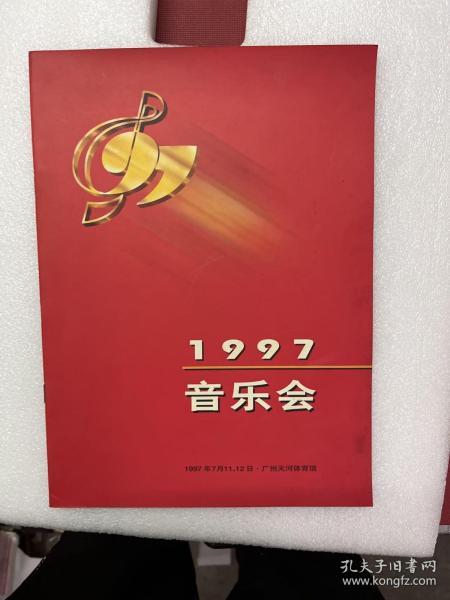 97
1997
音乐会
1997年7月11、12日·广州天河体育馆
孔夫子旧书网
www.kongfz.com